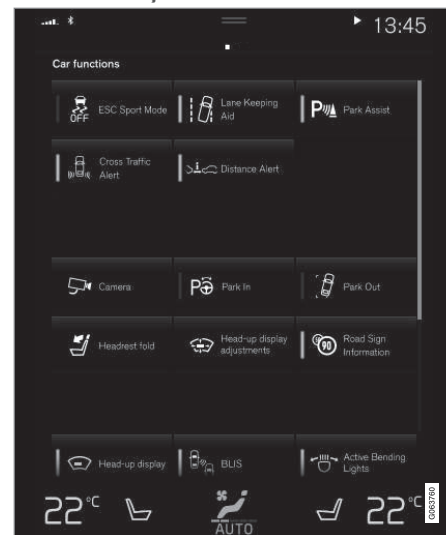 13:45
Car functions
OFF
ESC Sport Mode
Lane Keeping
Aid
P
Park Assist
Cross Traffic
Alert
Distance Alert
Camera
P
Park In
Park Out
Headrest fold
Head-up display
adjustments
90
Road Sign
Information
Head-up display
BLIS
Active Bending
Lights
22°C
AUTO
22°C
G063760